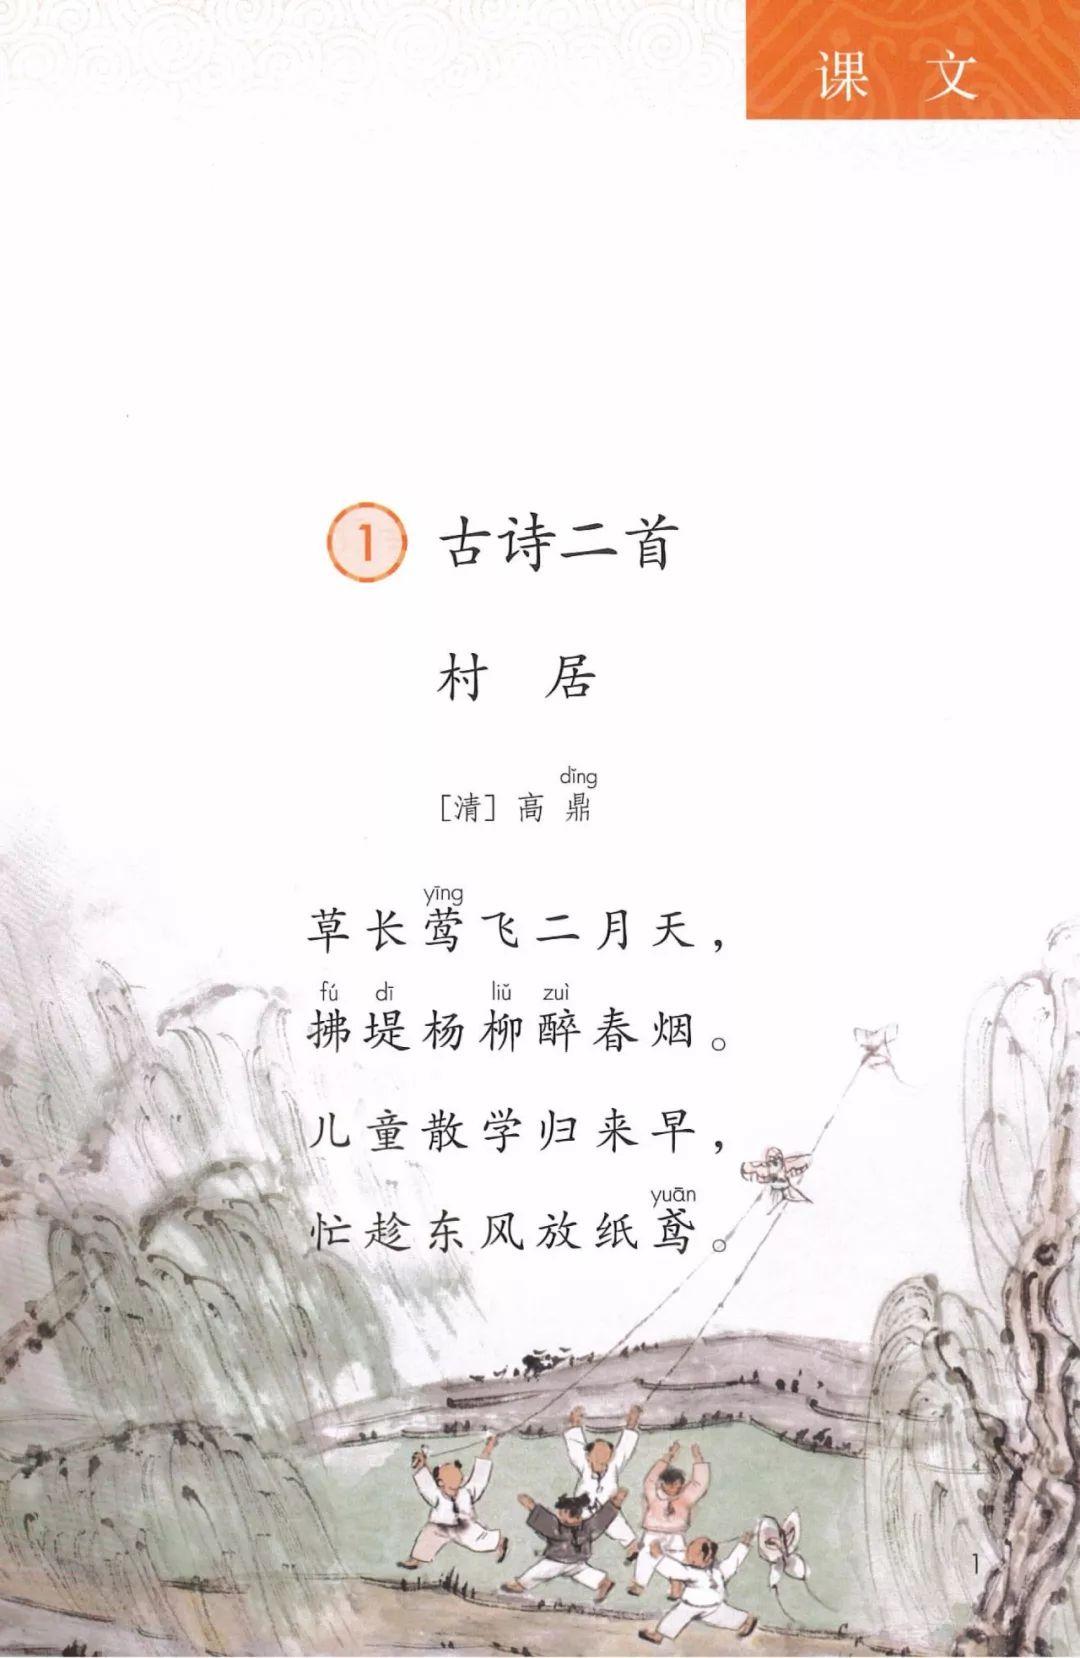 课 文
1 古诗二首
村 居
dǐng
[清] 高 鼎
yīng
草长莺飞二月天，
fú dī liǔ zuì
拂堤杨柳醉春烟。
儿童散学归来早，
yuān
忙趁东风放纸鸢。
1